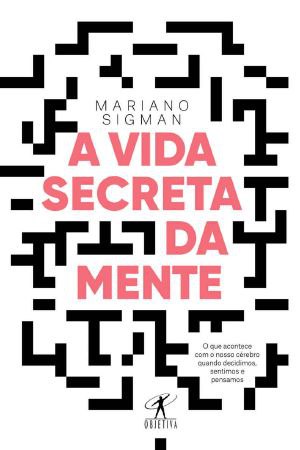 MARIANO
SIGMAN
A VIDA
SECRETA
DA
MENTE
O que acontece
com o nosso cérebro
quando decidimos,
sentimos e
pensamos
OBJETIVA